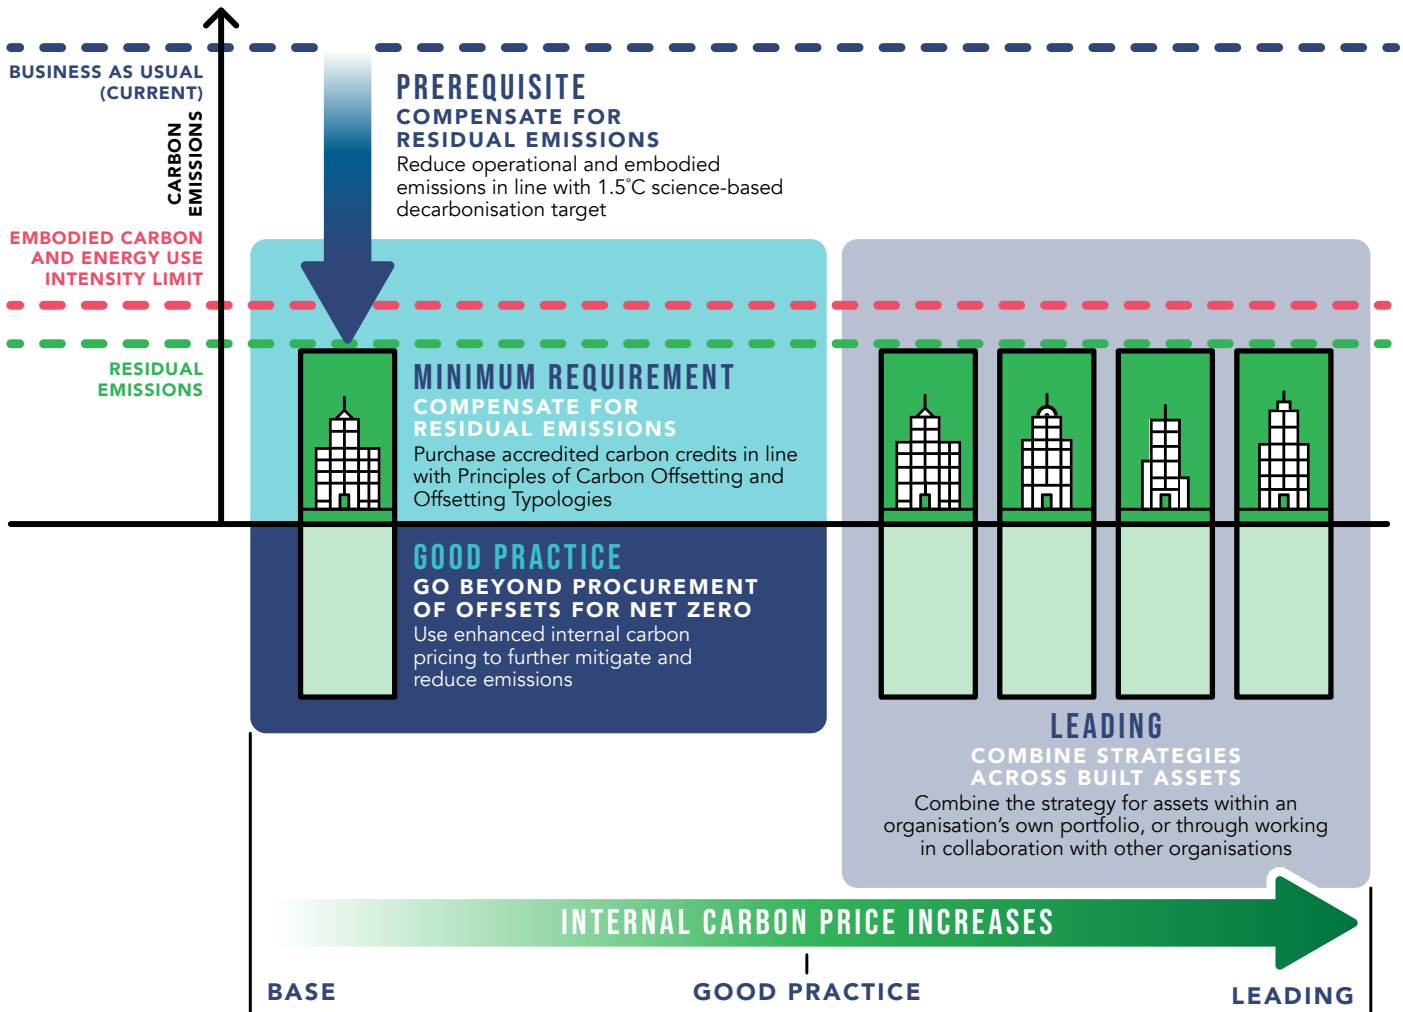 BUSINESS AS USUAL
(CURRENT)
CARBON
EMISSIONS
EMBODIED CARBON
AND ENERGY USE
INTENSITY LIMIT
RESIDUAL
EMISSIONS
PREREQUISITE
COMPENSATE FOR
RESIDUAL EMISSIONS
Reduce operational and embodied
emissions in line with 1.5°C science-based
decarbonisation target
MINIMUM REQUIREMENT
COMPENSATE FOR
RESIDUAL EMISSIONS
Purchase accredited carbon credits in line
with Principles of Carbon Offsetting and
Offsetting Typologies
GOOD PRACTICE
GO BEYOND PROCUREMENT
OF OFFSETS FOR NET ZERO
Use enhanced internal carbon
pricing to further mitigate and
reduce emissions
LEADING
COMBINE STRATEGIES
ACROSS BUILT ASSETS
Combine the strategy for assets within an
organisation's own portfolio, or through working
in collaboration with other organisations
INTERNAL CARBON PRICE INCREASES
BASE
GOOD PRACTICE
LEADING